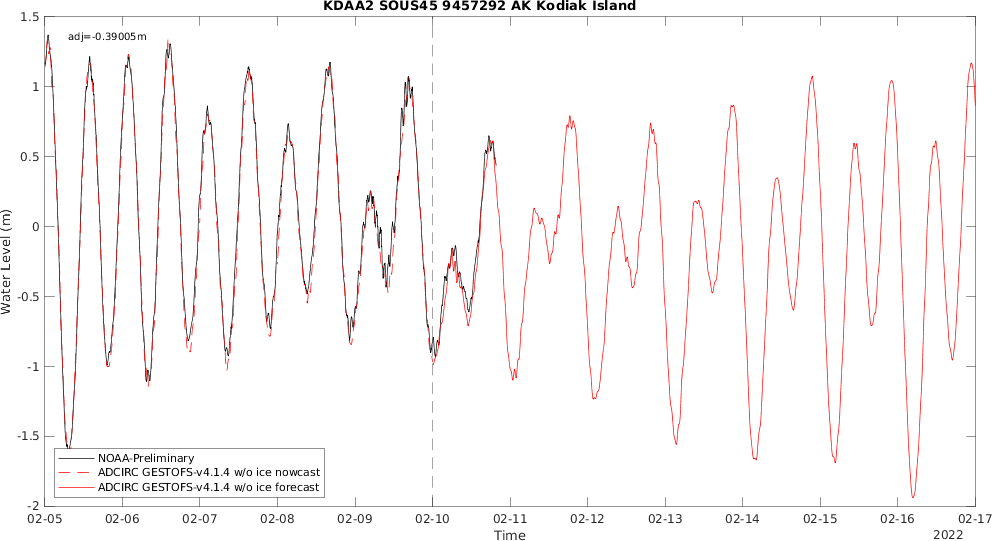 KDAA2 SOUS45 9457292 AK Kodiak Island
adj=-0.39005m
1.5
1
0.5
0
-0.5
-1
-1.5
-2
Water Level (m)
NOAA-Preliminary
ADCIRC GESTOFS-v4.1.4 w/o ice nowcast
ADCIRC GESTOFS-v4.1.4 w/o ice forecast
02-05 02-06 02-07 02-08 02-09 02-10 02-11 02-12 02-13 02-14 02-15 02-16 02-17
Time
2022